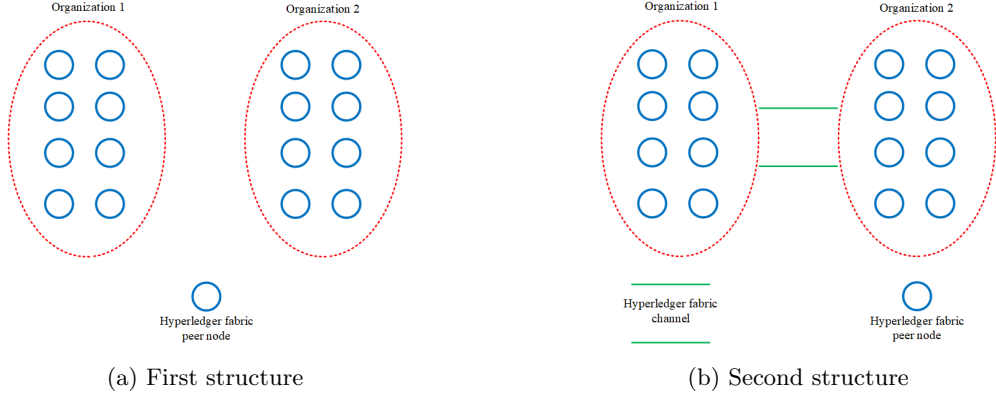 Organization 1
Organization 2
Hyperledger fabric
peer node
(a) First structure
Organization 1
Organization 2
Hyperledger fabric
channel
Hyperledger fabric
peer node
(b) Second structure